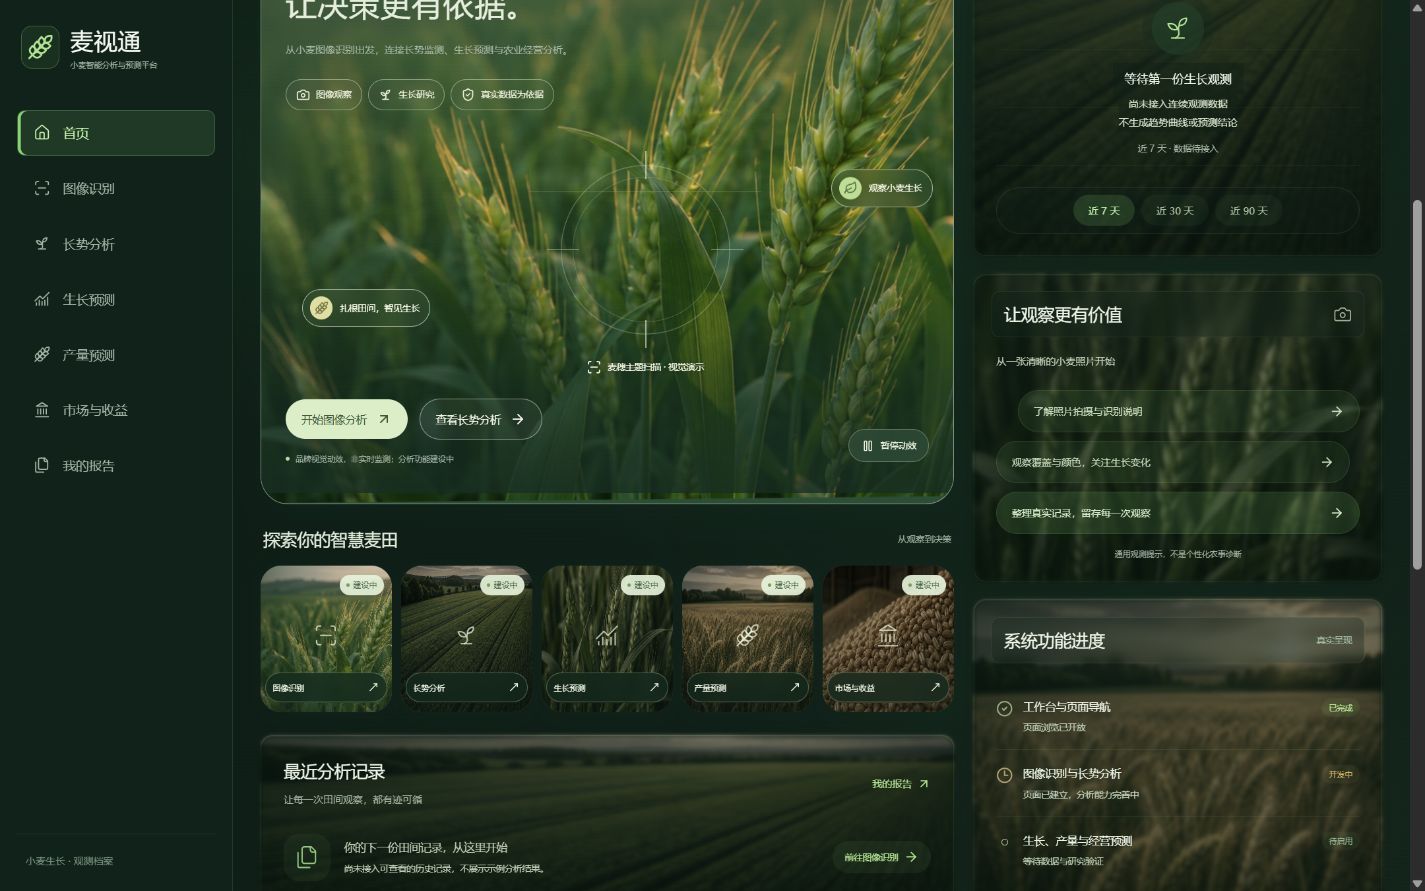 麦视通
小麦智能分析与预测平台
首页
图像识别
长势分析
生长预测
产量预测
市场与收益
我的报告
小麦生长 · 观测档案
让决策更有依据。
从小麦图像识别出发，连接长势监测、生长预测与农业经营分析。
图像观察
生长研究
真实数据为依据
观察小麦生长
扎根田间，智见生长
麦穗主题扫描 · 视觉演示
开始图像分析
查看长势分析
暂停动效
品牌视觉动效，非实时监测；分析功能建设中
探索你的智慧麦田
从观察到决策
建设中
图像识别
建设中
长势分析
建设中
生长预测
建设中
产量预测
建设中
市场与收益
最近分析记录
让每一次田间观察，都有迹可循
我的报告
你的下一份田间记录，从这里开始
尚未接入可查看的历史记录，不展示示例分析结果。
前往图像识别
等待第一份生长观测
尚未接入连续观测数据
不生成趋势曲线或预测结论
近 7 天 · 数据待接入
近 7 天
近 30 天
近 90 天
让观察更有价值
从一张清晰的小麦照片开始
了解照片拍摄与识别说明
观察覆盖与颜色，关注生长变化
整理真实记录，留存每一次观察
通用观测提示，不是个性化农事诊断
系统功能进度
真实呈现
工作台与页面导航
已完成
页面浏览已开放
图像识别与长势分析
开发中
页面已建立，分析能力完善中
生长、产量与经营预测
待启用
等待数据与研究验证